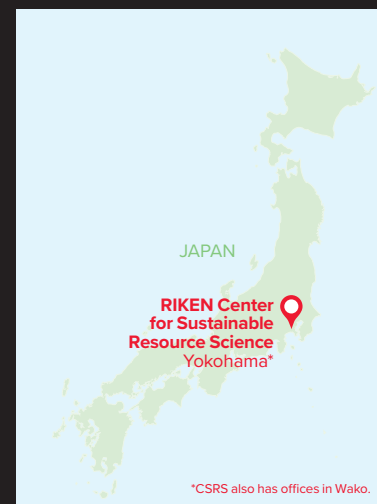 JAPAN
RIKEN Center
for Sustainable
Resource Science
Yokohama*
*CSRS also has offices in Wako.